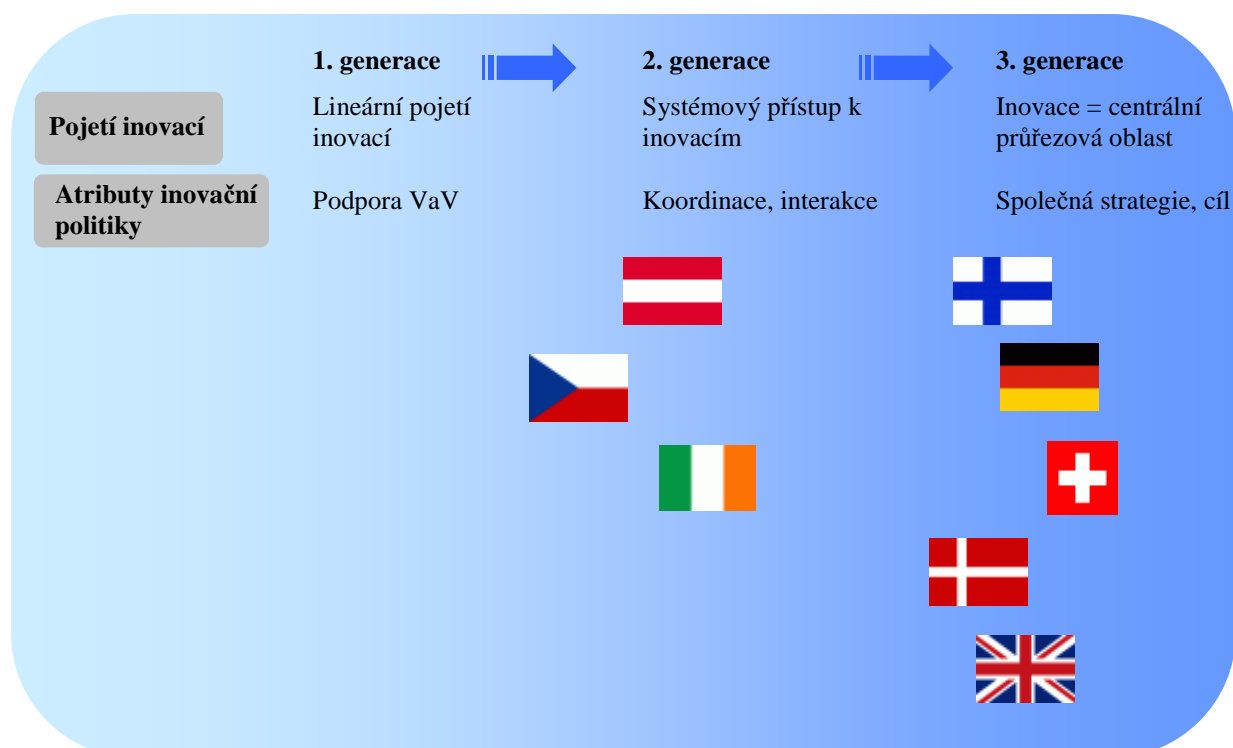 1. generace
2. generace
3. generace
Pojetí inovací
Lineární pojetí
inovací
Systémový přístup k
inovacím
Inovace = centrální
průřezová oblast
Atributy inovační
politiky
Podpora VaV
Koordinace, interakce
Společná strategie, cíl